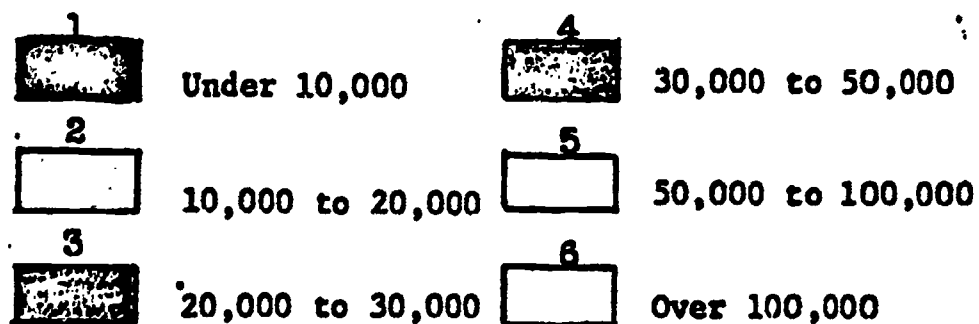 1
Under 10,000
2
10,000 to 20,000
3
20,000 to 30,000
4
30,000 to 50,000
5
50,000 to 100,000
6
Over 100,000